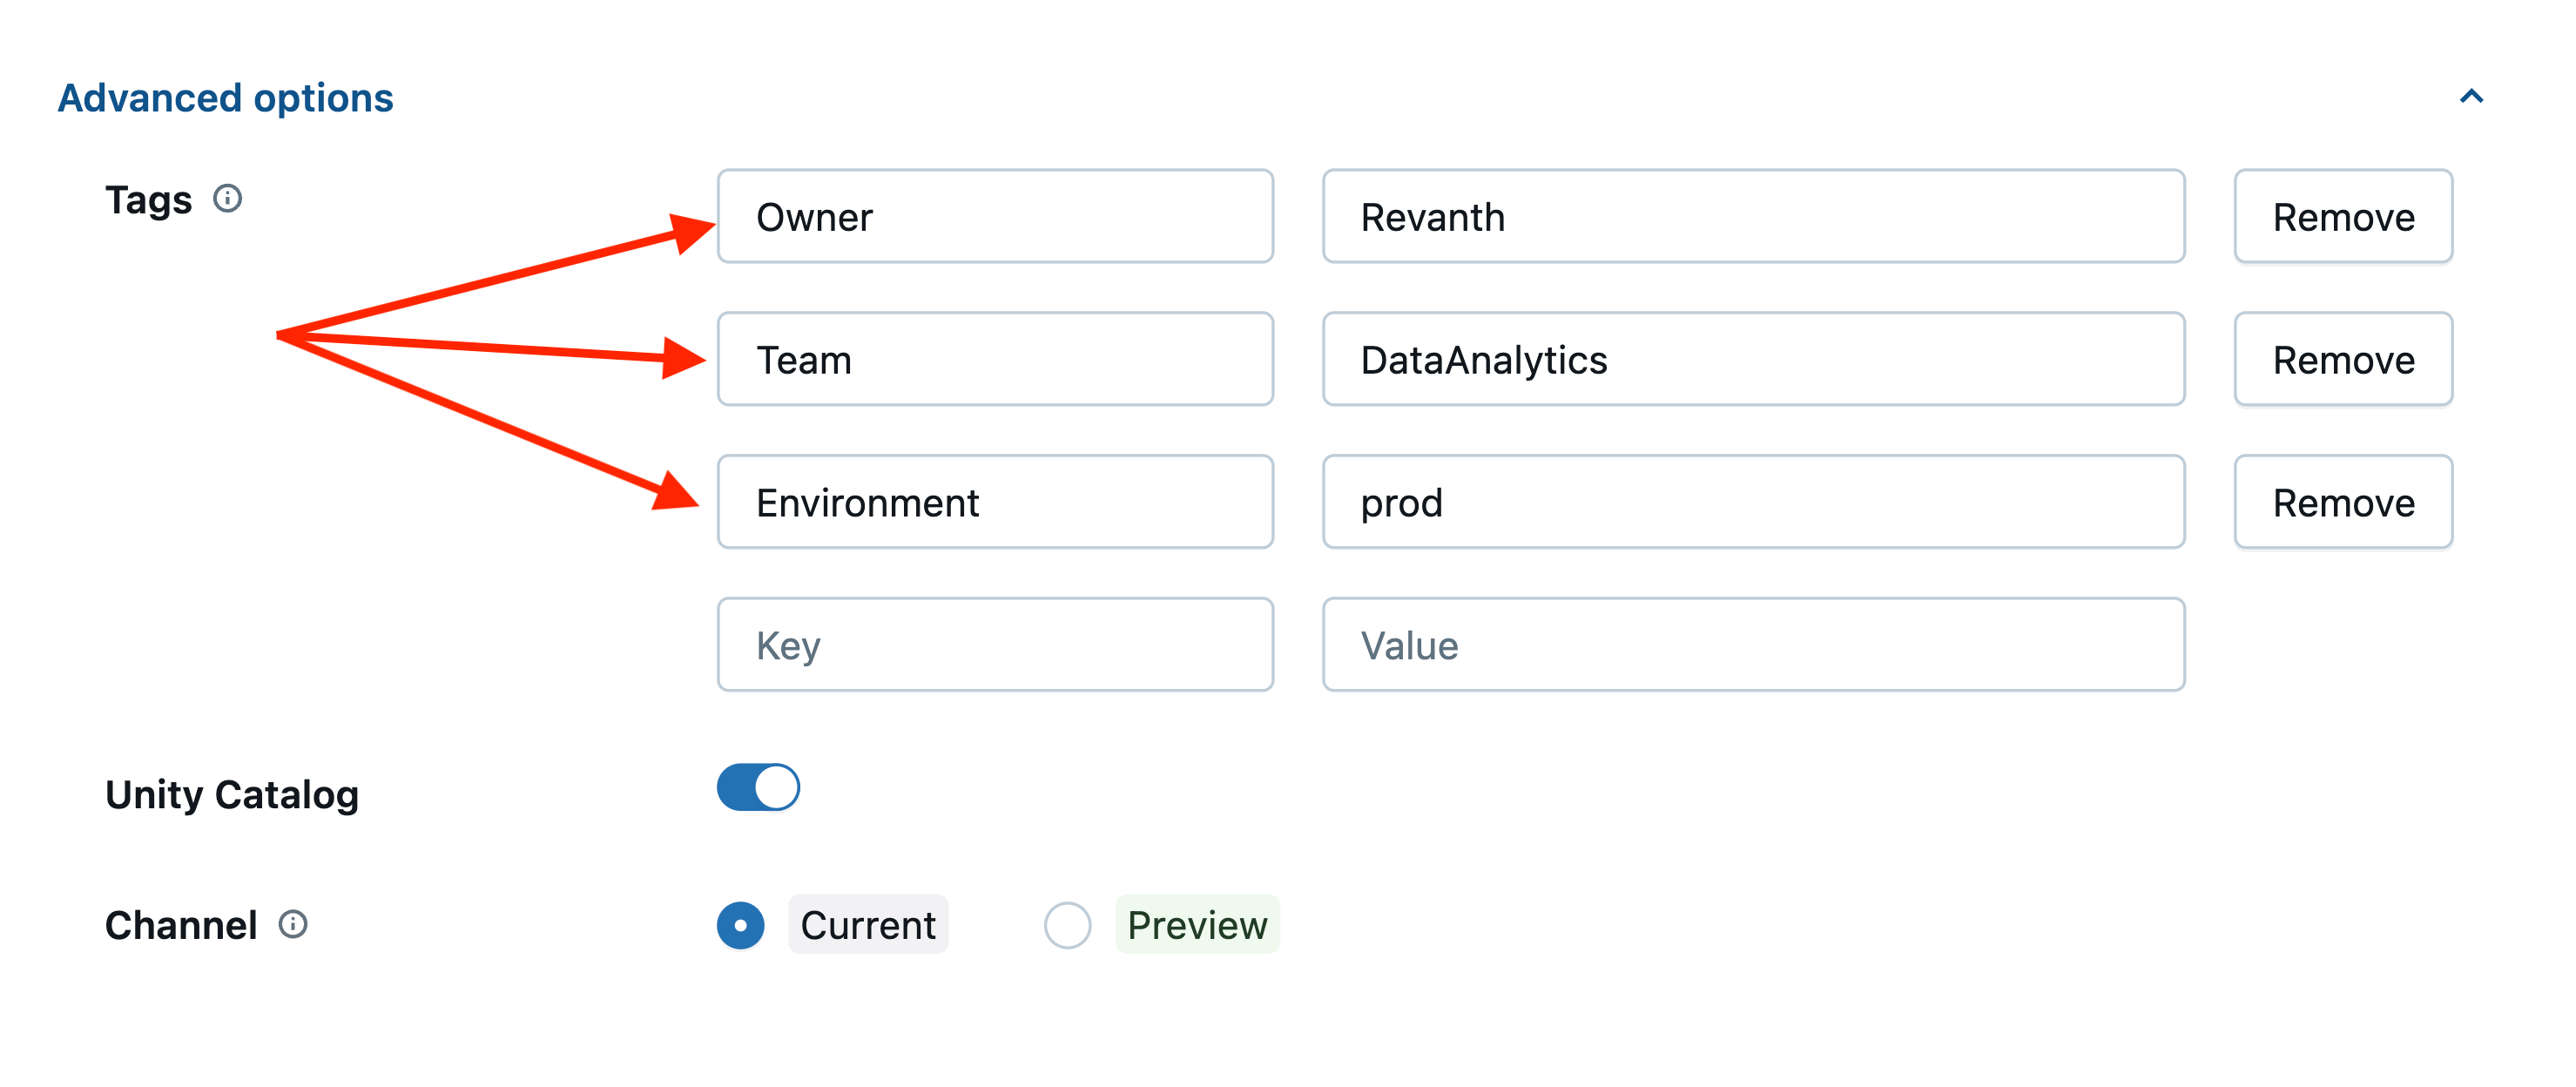 Advanced options
Tags
Owner Revanth Remove
Team DataAnalytics Remove
Environment prod Remove
Key Value
Unity Catalog
Channel Current Preview